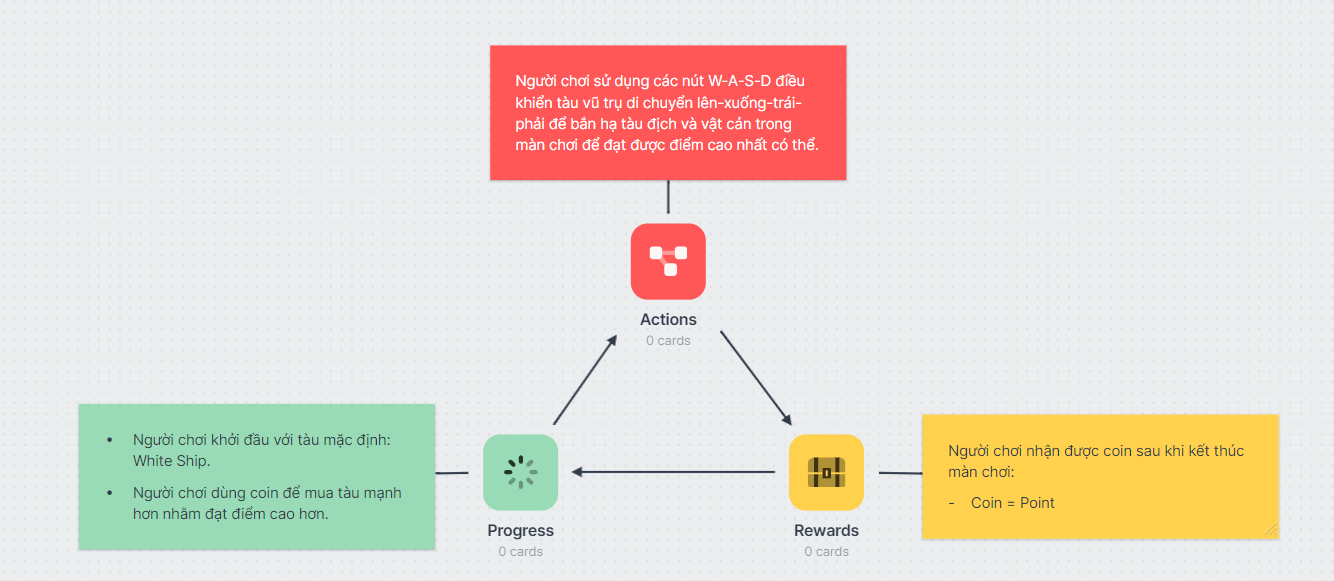 Người chơi sử dụng các nút W-A-S-D điều
khiển tàu vũ trụ di chuyển lên-xuống-trái-
phải để bắn hạ tàu địch và vật cản trong
màn chơi để đạt được điểm cao nhất có thể.
Actions
0 cards
• Người chơi khởi đầu với tàu mặc định:
White Ship.
• Người chơi dùng coin để mua tàu mạnh
hơn nhằm đạt điểm cao hơn.
Progress
0 cards
Rewards
0 cards
Người chơi nhận được coin sau khi kết thúc
màn chơi:
- Coin = Point